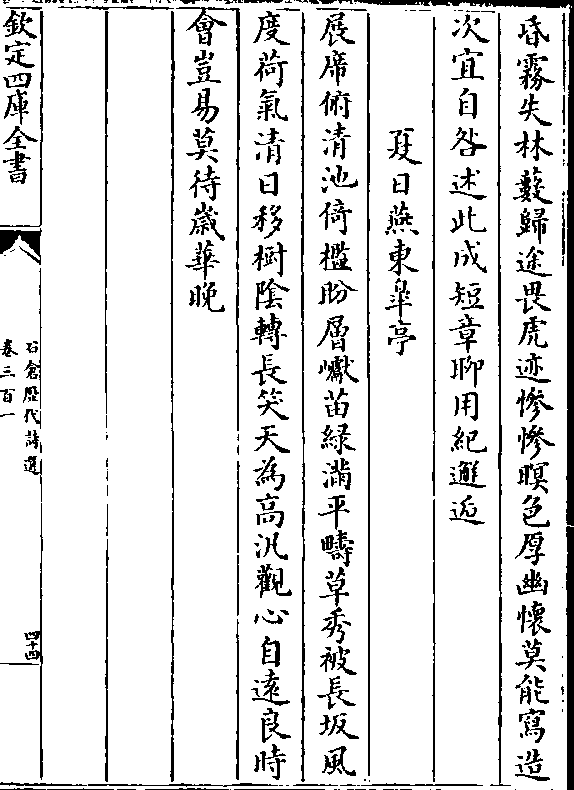 昏霧失林薮歸途畏虎迹慘慘暝色厚幽懷莫能寫造
次宜自咎述此成短章聊用紀邂逅
夏日燕東皐亭
展席俯清池倚檻盼層巘苗綠滿平疇草秀被長坂風
度荷氣清日移樹陰轉長笑天為高汎觀心自遠良時
會豈易莫待歲華晚
欽定四庫全書
石倉歷代詩選
卷三百一
四十四